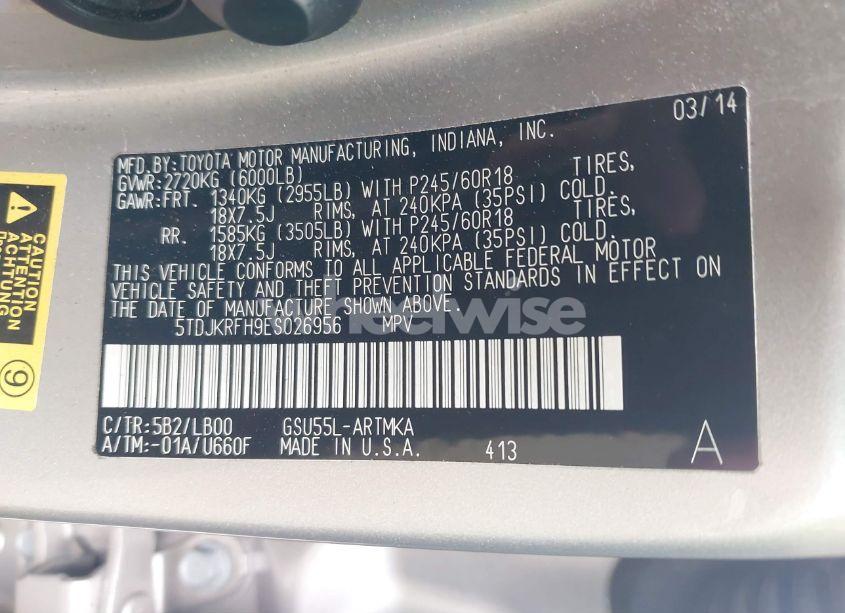 03/14
MFD.BY:TOYOTA MOTOR MANUFACTURING, INDIANA, INC.
GVWR:2720KG (6000LB)
GAWR:FRT. 1340KG (2955LB) WITH P245/60R18 TIRES,
18X7.5J RIMS, AT 240KPA (35PSI) COLD.
RR. 1585KG (3505LB) WITH P245/60R18 TIRES,
18X7.5J RIMS, AT 240KPA (35PSI) COLD.
THIS VEHICLE CONFORMS TO ALL APPLICABLE FEDERAL MOTOR
VEHICLE SAFETY AND THEFT PREVENTION STANDARDS IN EFFECT ON
THE DATE OF MANUFACTURE SHOWN ABOVE.
5TDJKRFH9ES026956 MPV
C/TR:5B2/LB00 GSU55L-ARTMKA
A/TM:-01A/U660F MADE IN U.S.A. 413 A
CAUTION
ATTENTION
ACHTUNG
9